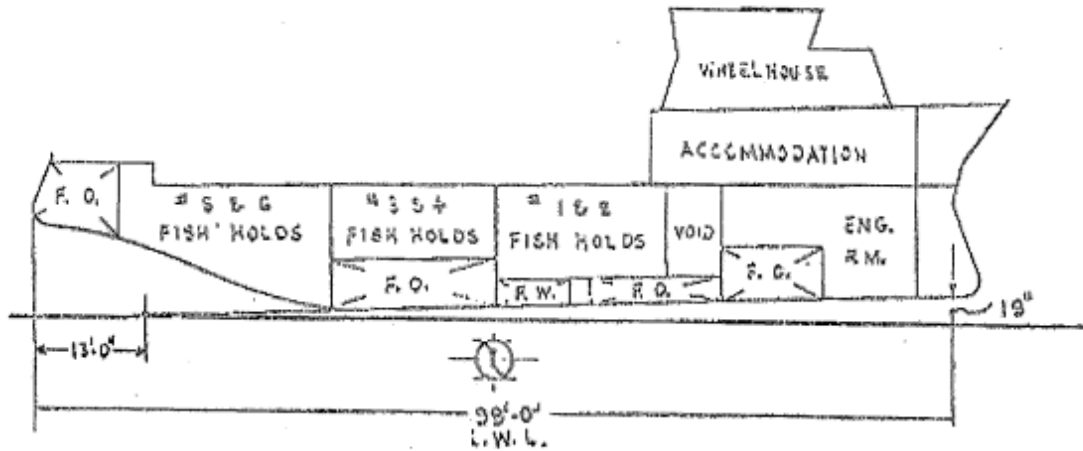 WHEELHOUSE
ACCOMMODATION
F. O.
# 5 & 6
FISH HOLDS
# 3 & 4
FISH HOLDS
# 1 & 2
FISH HOLDS
VOID
ENG.
RM.
F. O.
F. W.
F. O.
F. O.
19"
13'-0"
98'-0"
L.W.L.